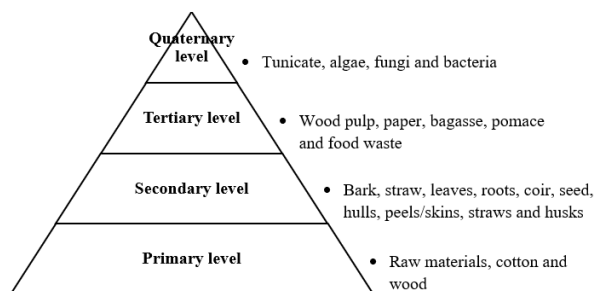 Quaternary
level
• Tunicate, algae, fungi and bacteria
Tertiary level
• Wood pulp, paper, bagasse, pomace
and food waste
Secondary level
• Bark, straw, leaves, roots, coir, seed,
hulls, peels/skins, straws and husks
Primary level
• Raw materials, cotton and
wood